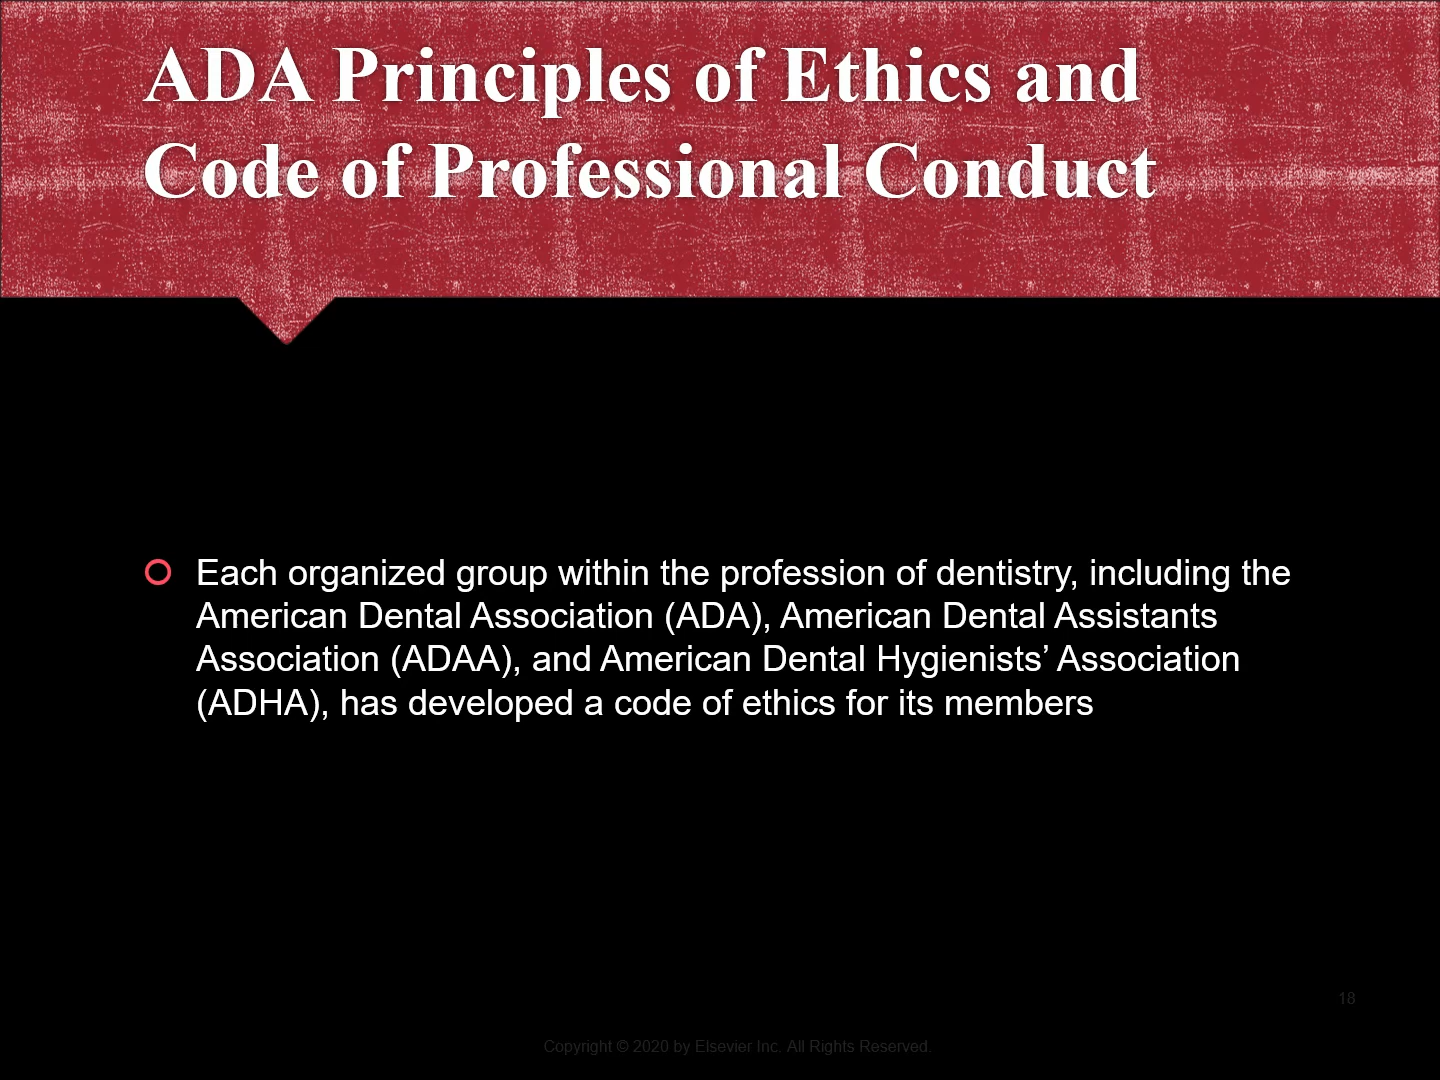 ADA Principles of Ethics and
Code of Professional Conduct
Each organized group within the profession of dentistry, including the
American Dental Association (ADA), American Dental Assistants
Association (ADAA), and American Dental Hygienists’ Association
(ADHA), has developed a code of ethics for its members
18
Copyright © 2020 by Elsevier Inc. All Rights Reserved.